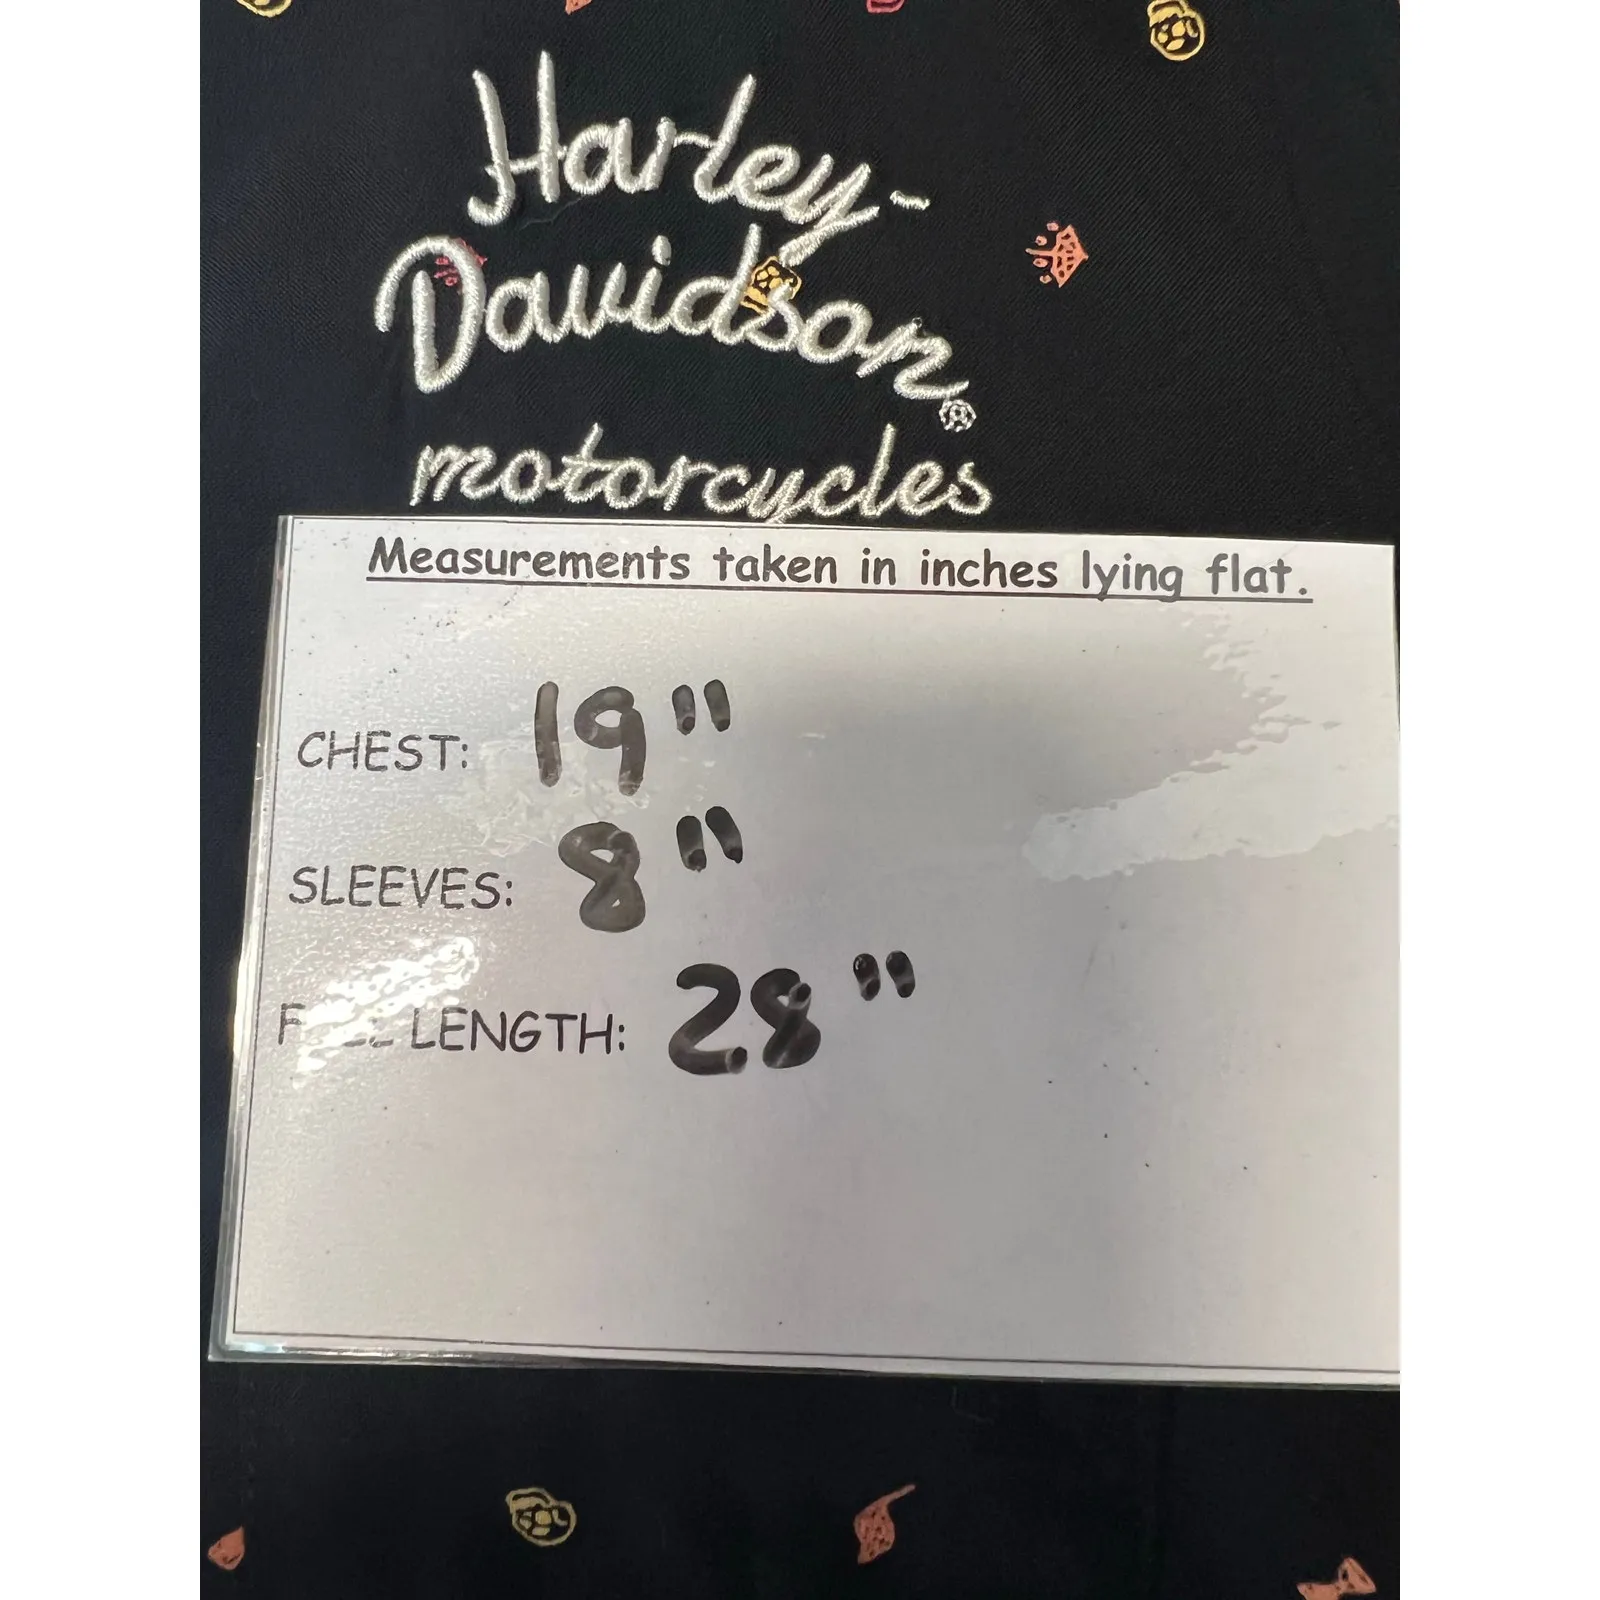 Harley-
Davidson®
motorcycles
Measurements taken in inches lying flat.
CHEST: 19"
SLEEVES: 8"
LENGTH: 28"